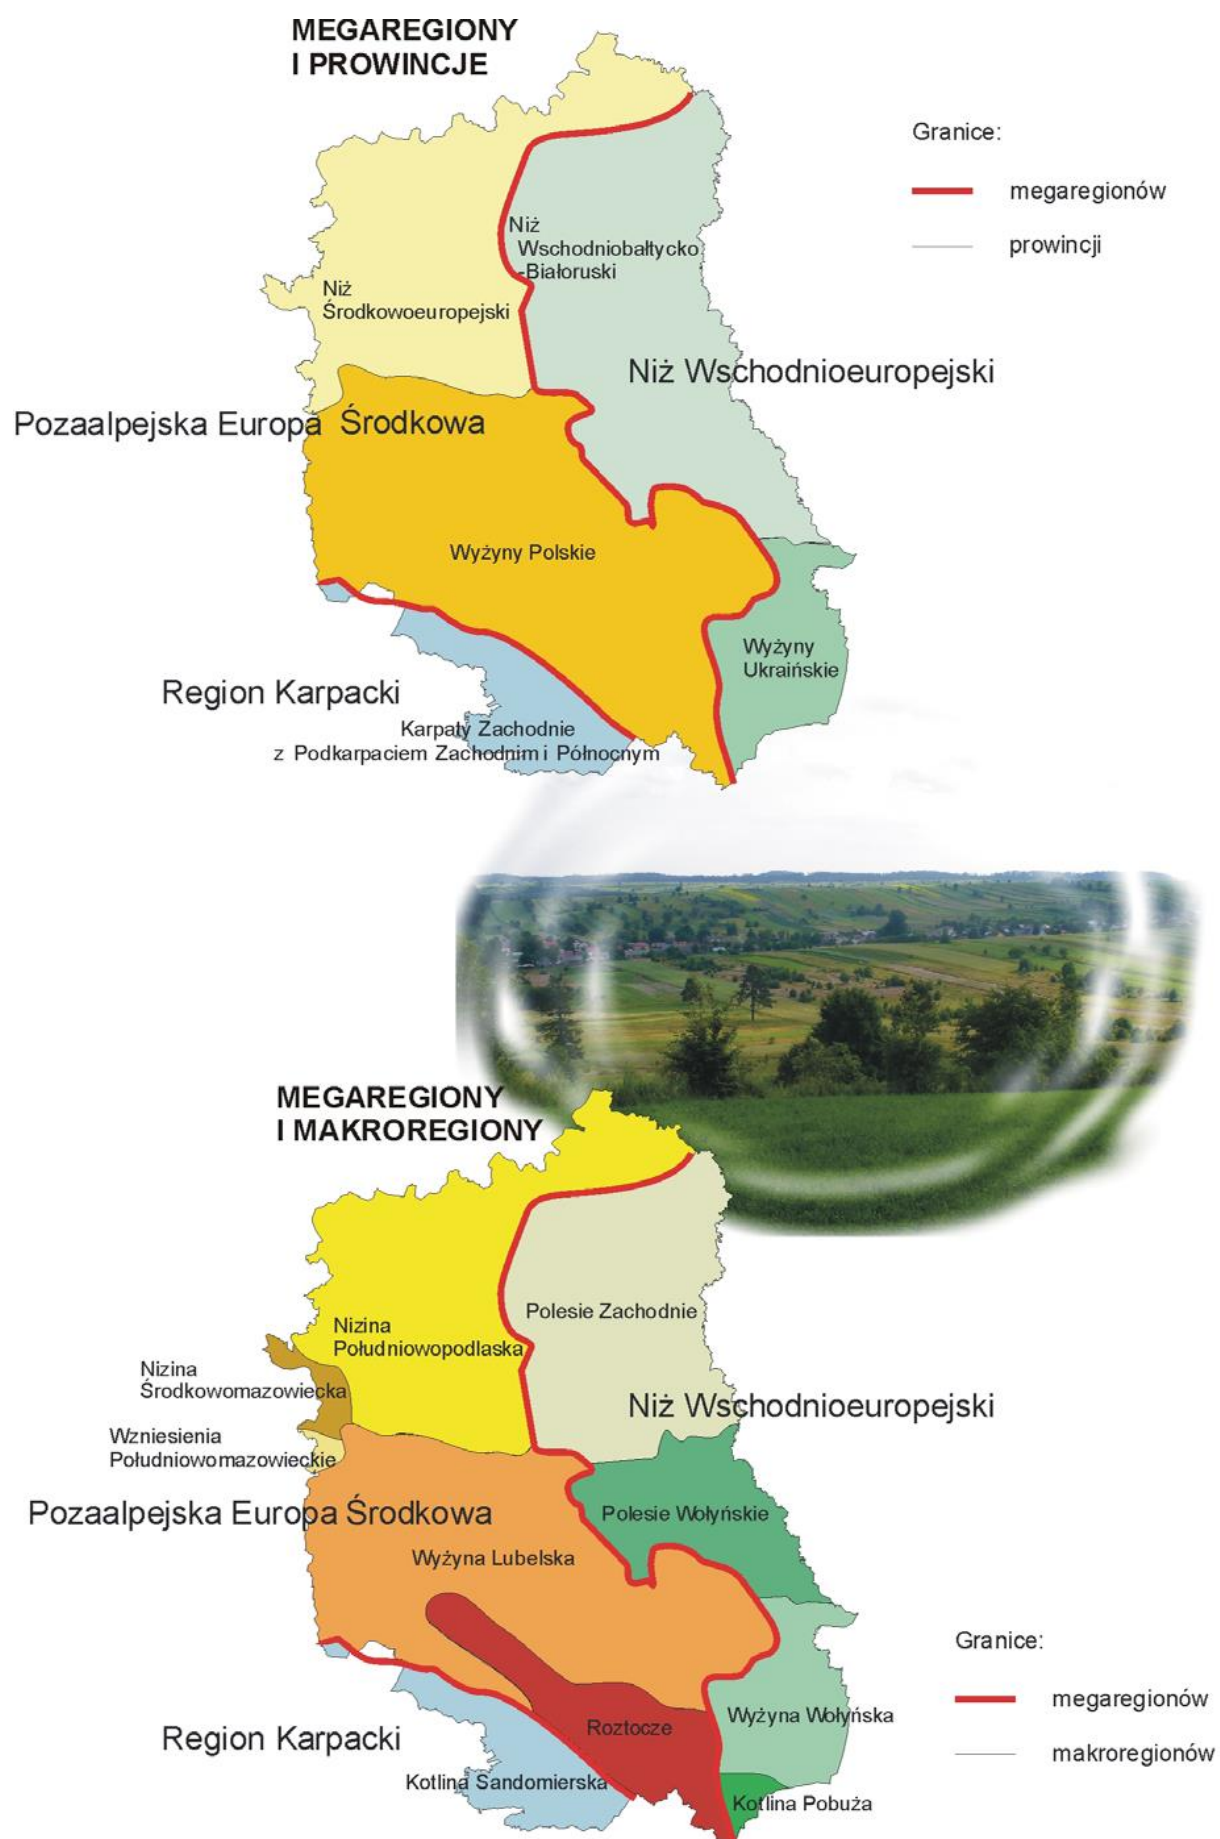 MEGAREGIONY
I PROWINCJE
Granice:
megaregionów
prowincji
Niż
Wschodniobałtycko
-Białoruski
Niż
Środkowoeuropejski
Niż Wschodnioeuropejski
Pozaalpejska Europa Środkowa
Wyżyny Polskie
Wyżyny
Ukraińskie
Region Karpacki
Karpaty Zachodnie
z Podkarpaciem Zachodnim i Północnym
MEGAREGIONY
I MAKROREGIONY
Polesie Zachodnie
Nizina
Południowopodlaska
Nizina
Środkowomazowiecka
Niż Wschodnioeuropejski
Wzniesienia
Południowomazowieckie
Pozaalpejska Europa Środkowa
Polesie Wołyńskie
Wyżyna Lubelska
Granice:
megaregionów
makroregionów
Wyżyna Wołyńska
Roztocze
Region Karpacki
Kotlina Sandomierska
Kotlina Pobuża